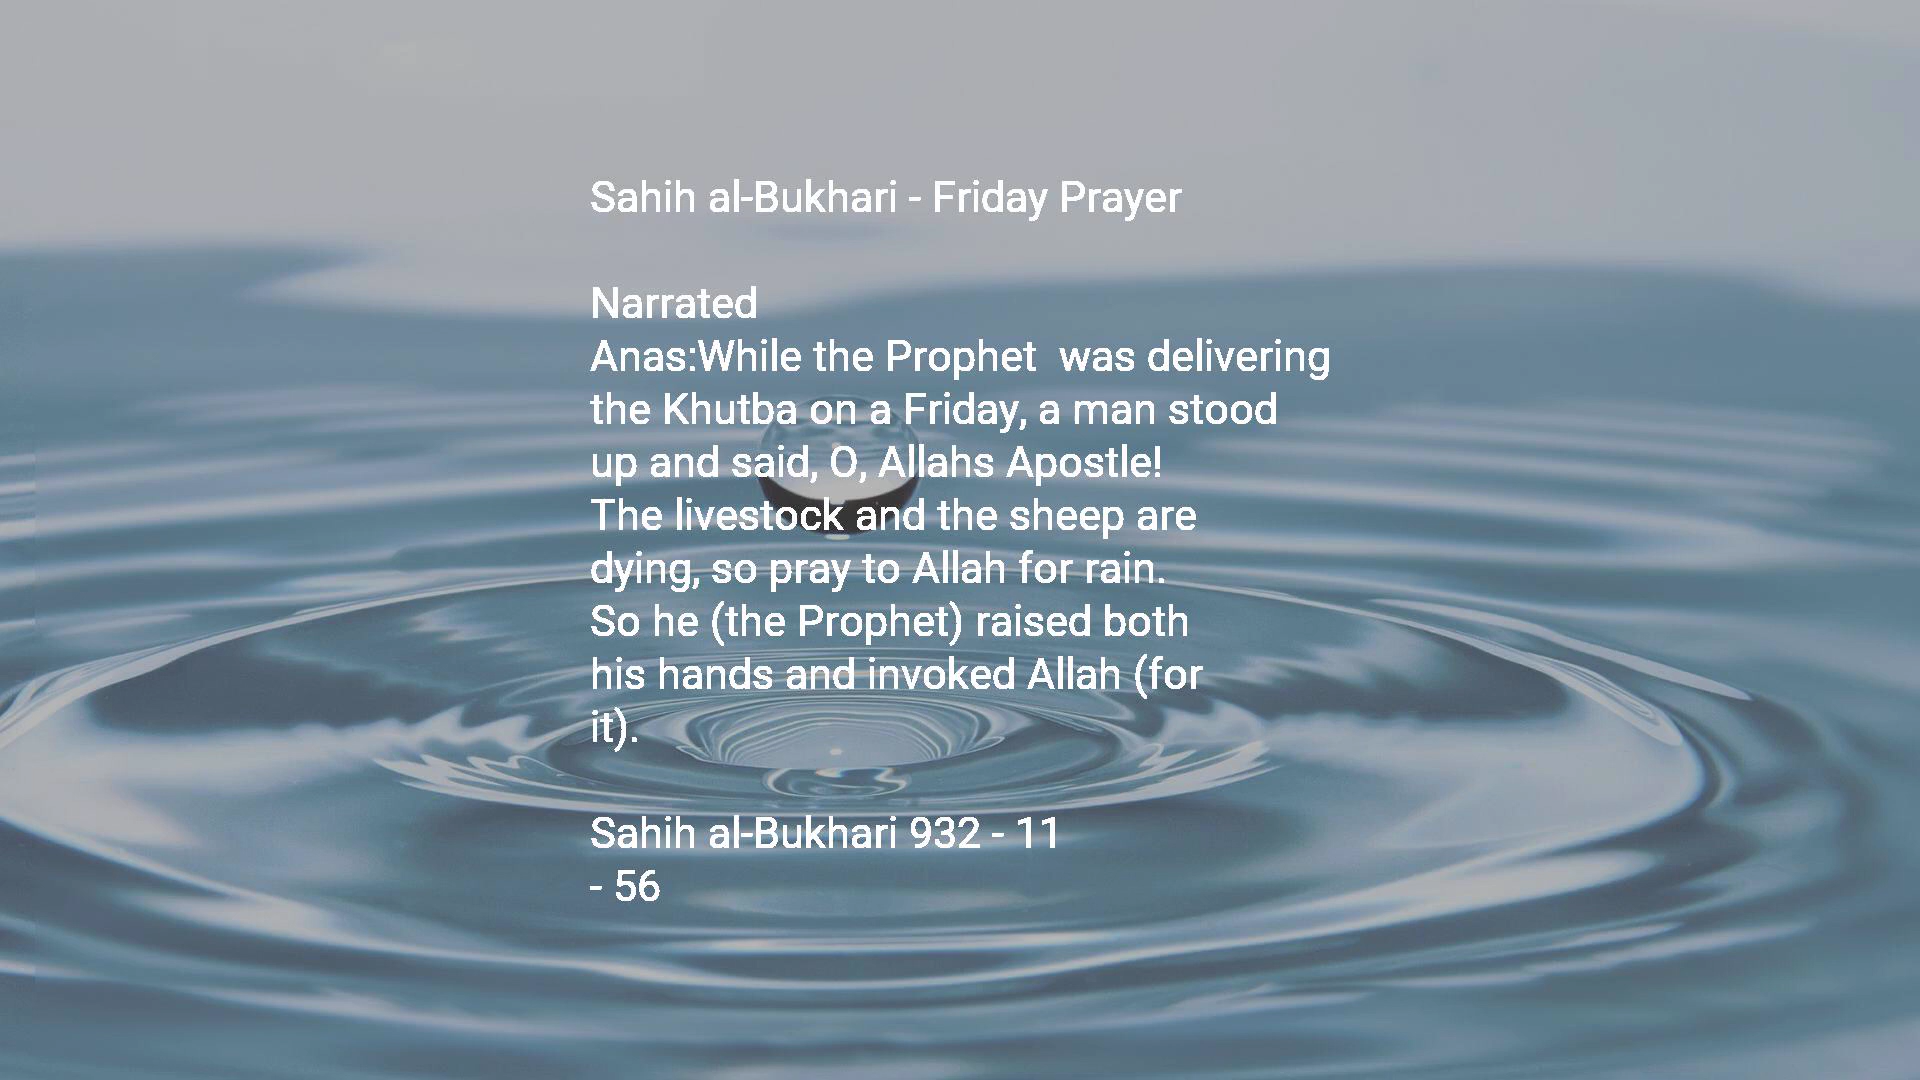 Sahih al-Bukhari - Friday Prayer
Narrated
Anas:While the Prophet  was delivering
the Khutba on a Friday, a man stood
up and said, O, Allahs Apostle!
The livestock and the sheep are
dying, so pray to Allah for rain.
So he (the Prophet) raised both
his hands and invoked Allah (for
it).
Sahih al-Bukhari 932 - 11
- 56